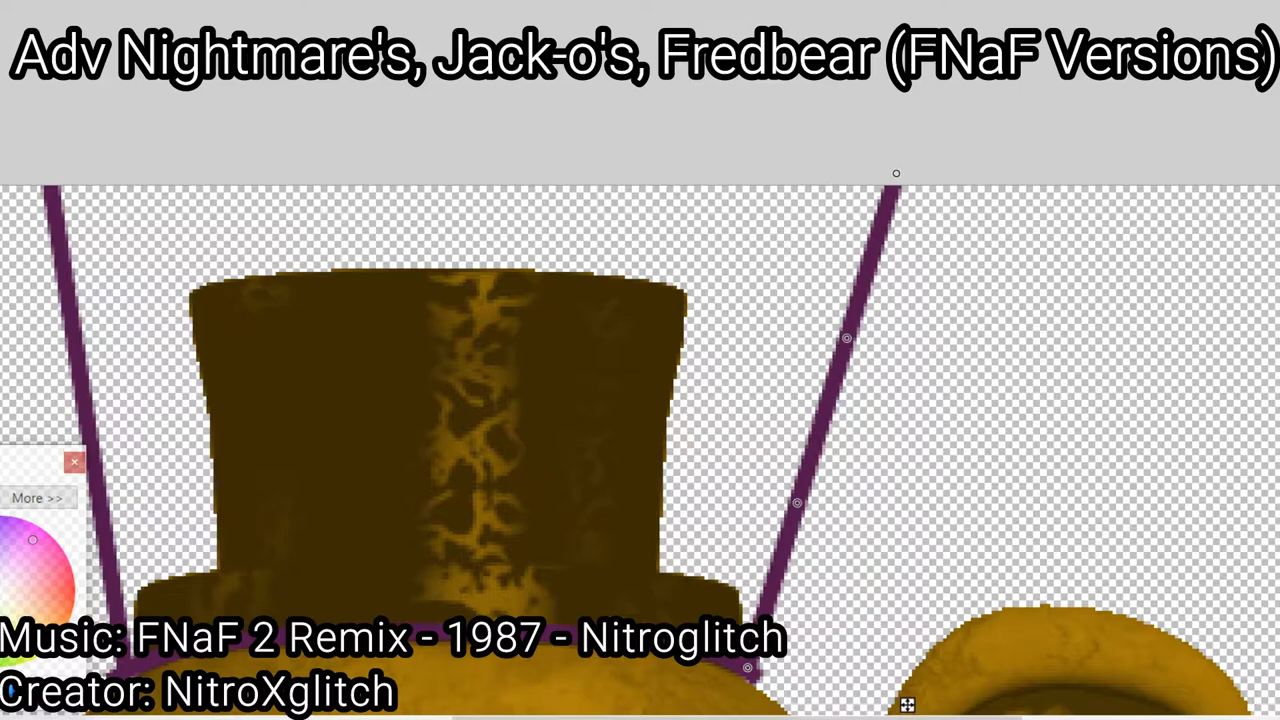 Adv Nightmare's, Jack-o's, Fredbear (FNaF Versions)
More >>
Music: FNaF 2 Remix - 1987 - Nitroglitch
Creator: NitroXglitch